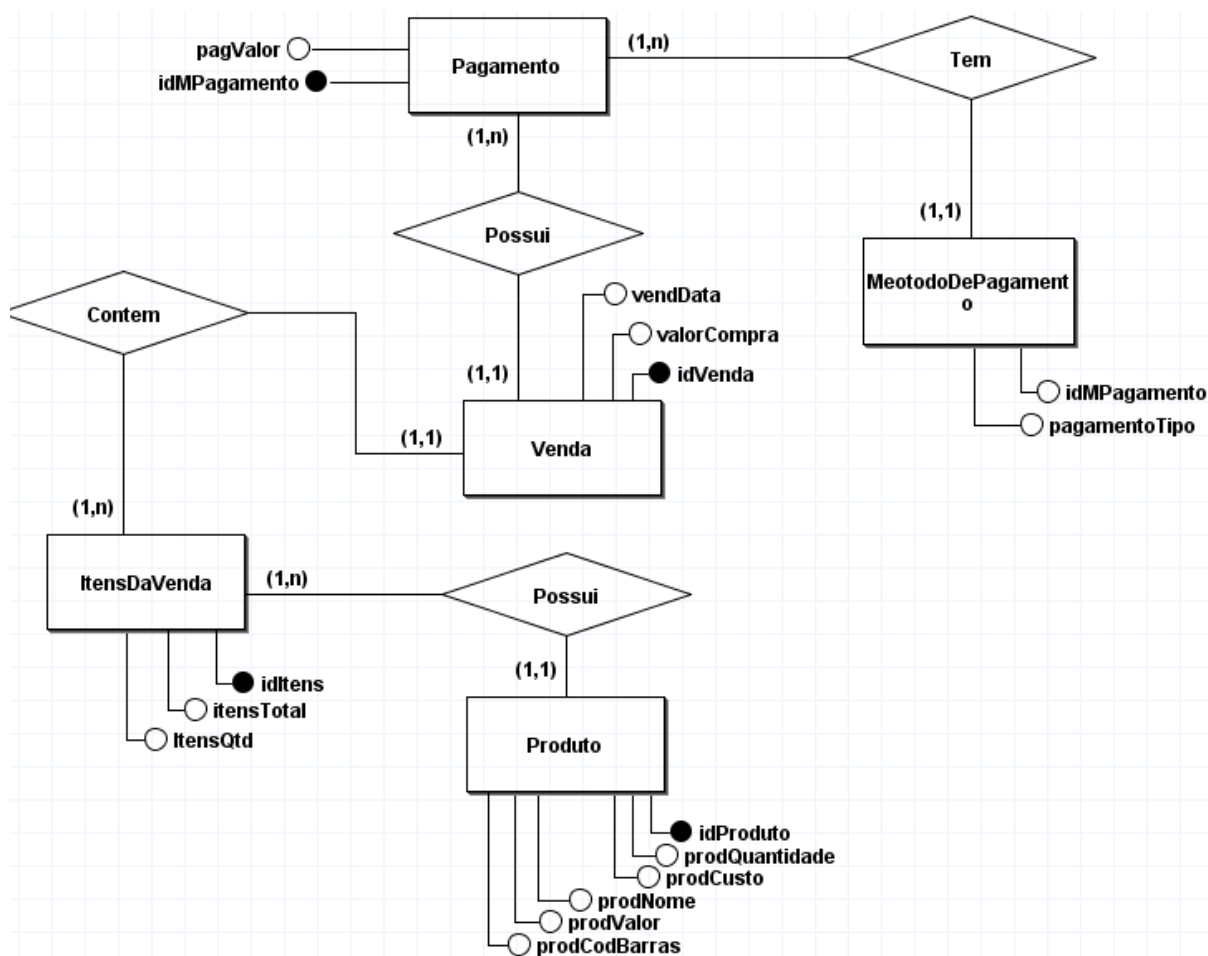 pagValor
idMPagamento
Pagamento
(1,n)
Tem
(1,n)
Possui
(1,1)
MeotodoDePagament
o
idMPagamento
pagamentoTipo
Contem
vendData
valorCompra
idVenda
(1,1)
(1,1)
Venda
(1,n)
ItensDaVenda
(1,n)
Possui
idItens
itensTotal
ItensQtd
(1,1)
Produto
idProduto
prodQuantidade
prodCusto
prodNome
prodValor
prodCodBarras